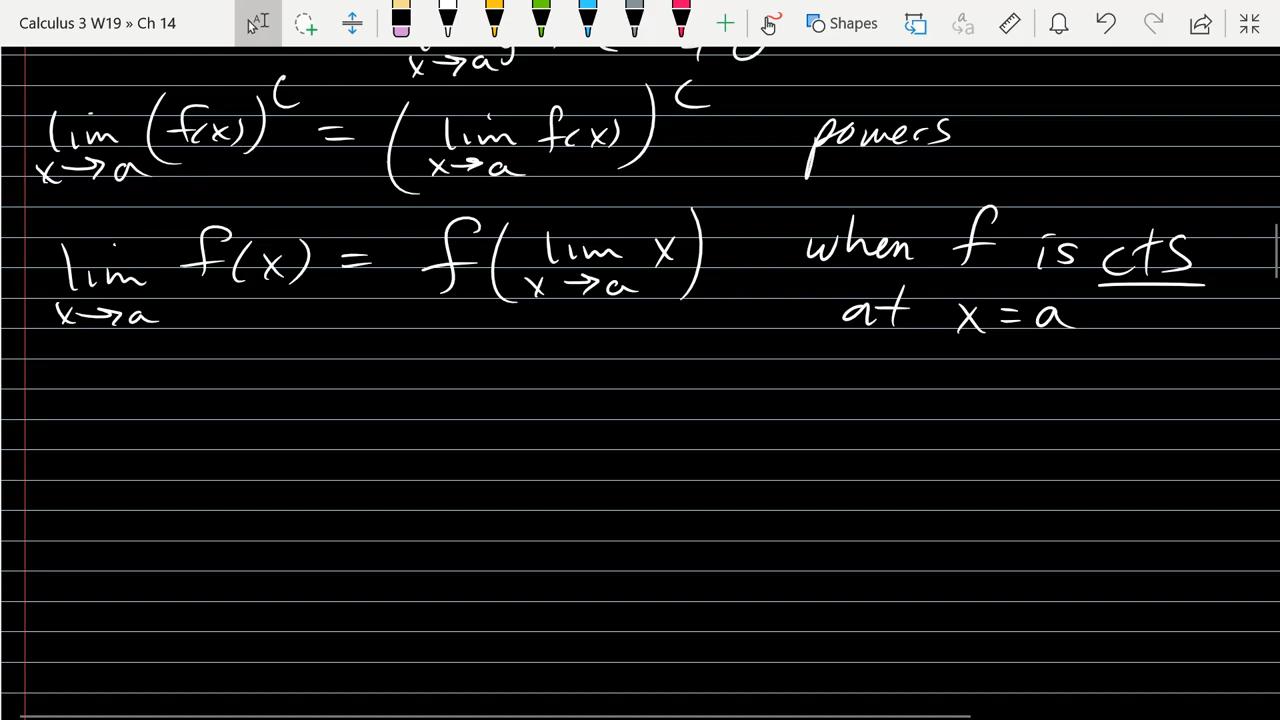 Calculus 3 W19 » Ch 14
Shapes
x→a
lim x→a (f(x))^c = (lim x→a f(x))^c powers
lim x→a f(x) = f(lim x→a x) when f is cts
at x = a